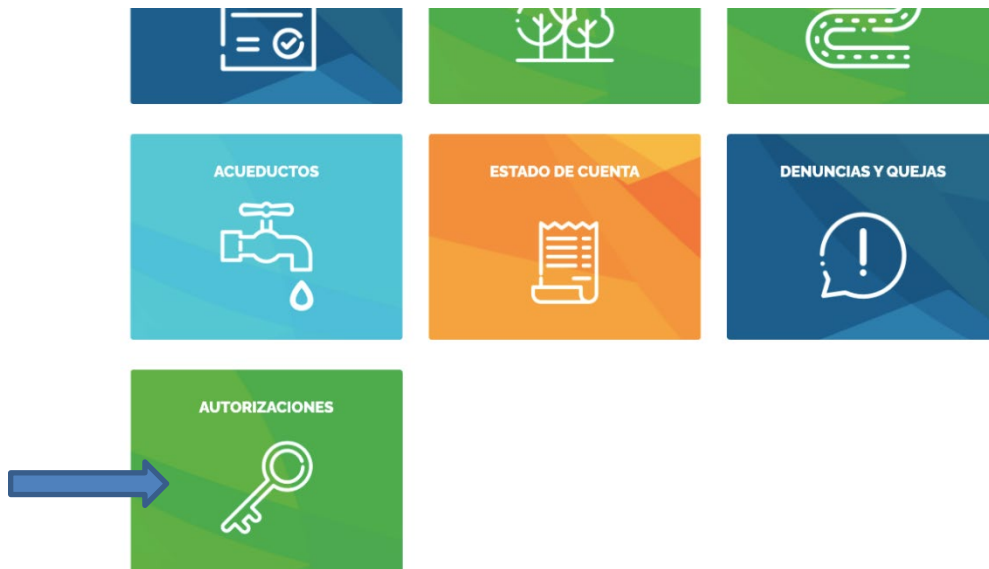 ACUEDUCTOS
ESTADO DE CUENTA
DENUNCIAS Y QUEJAS
AUTORIZACIONES